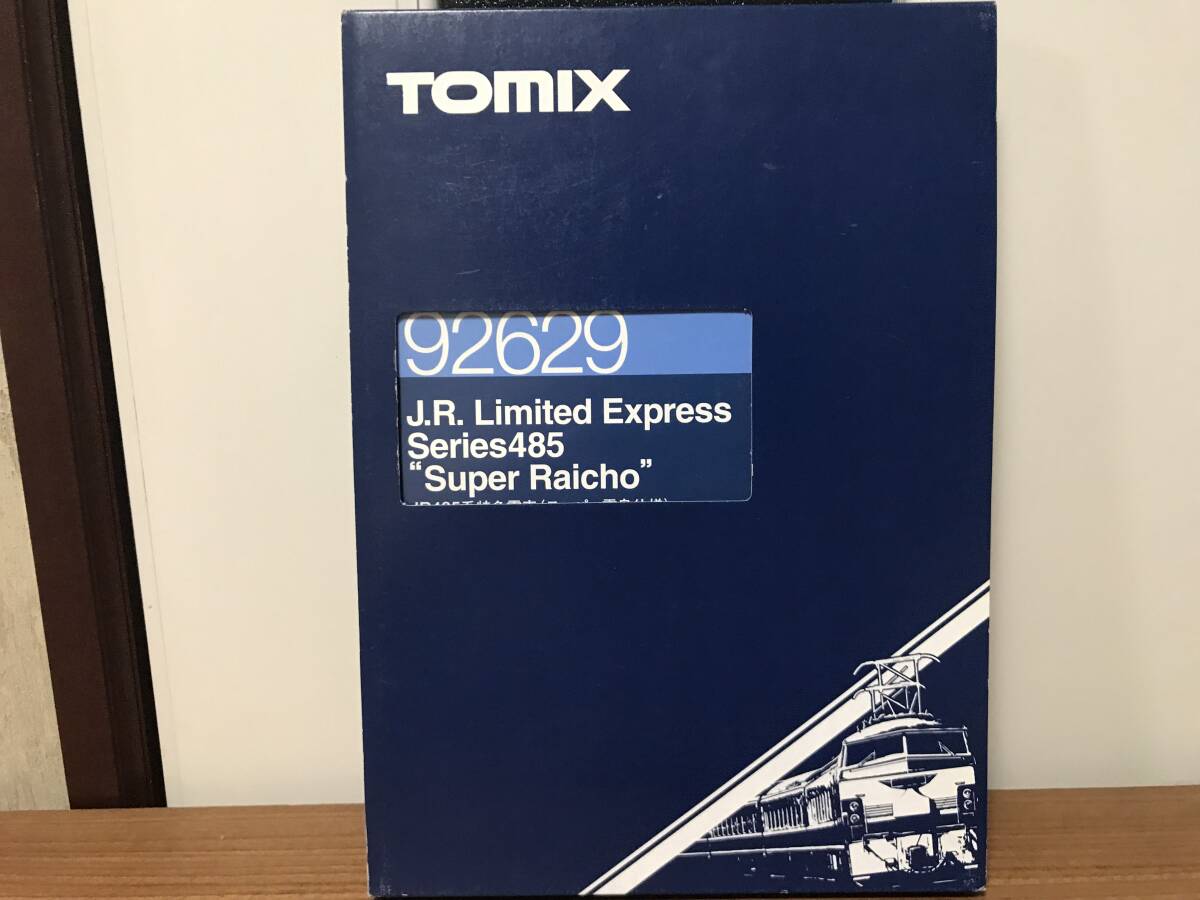 TOMIX
92629
J.R. Limited Express
Series485
“Super Raicho”